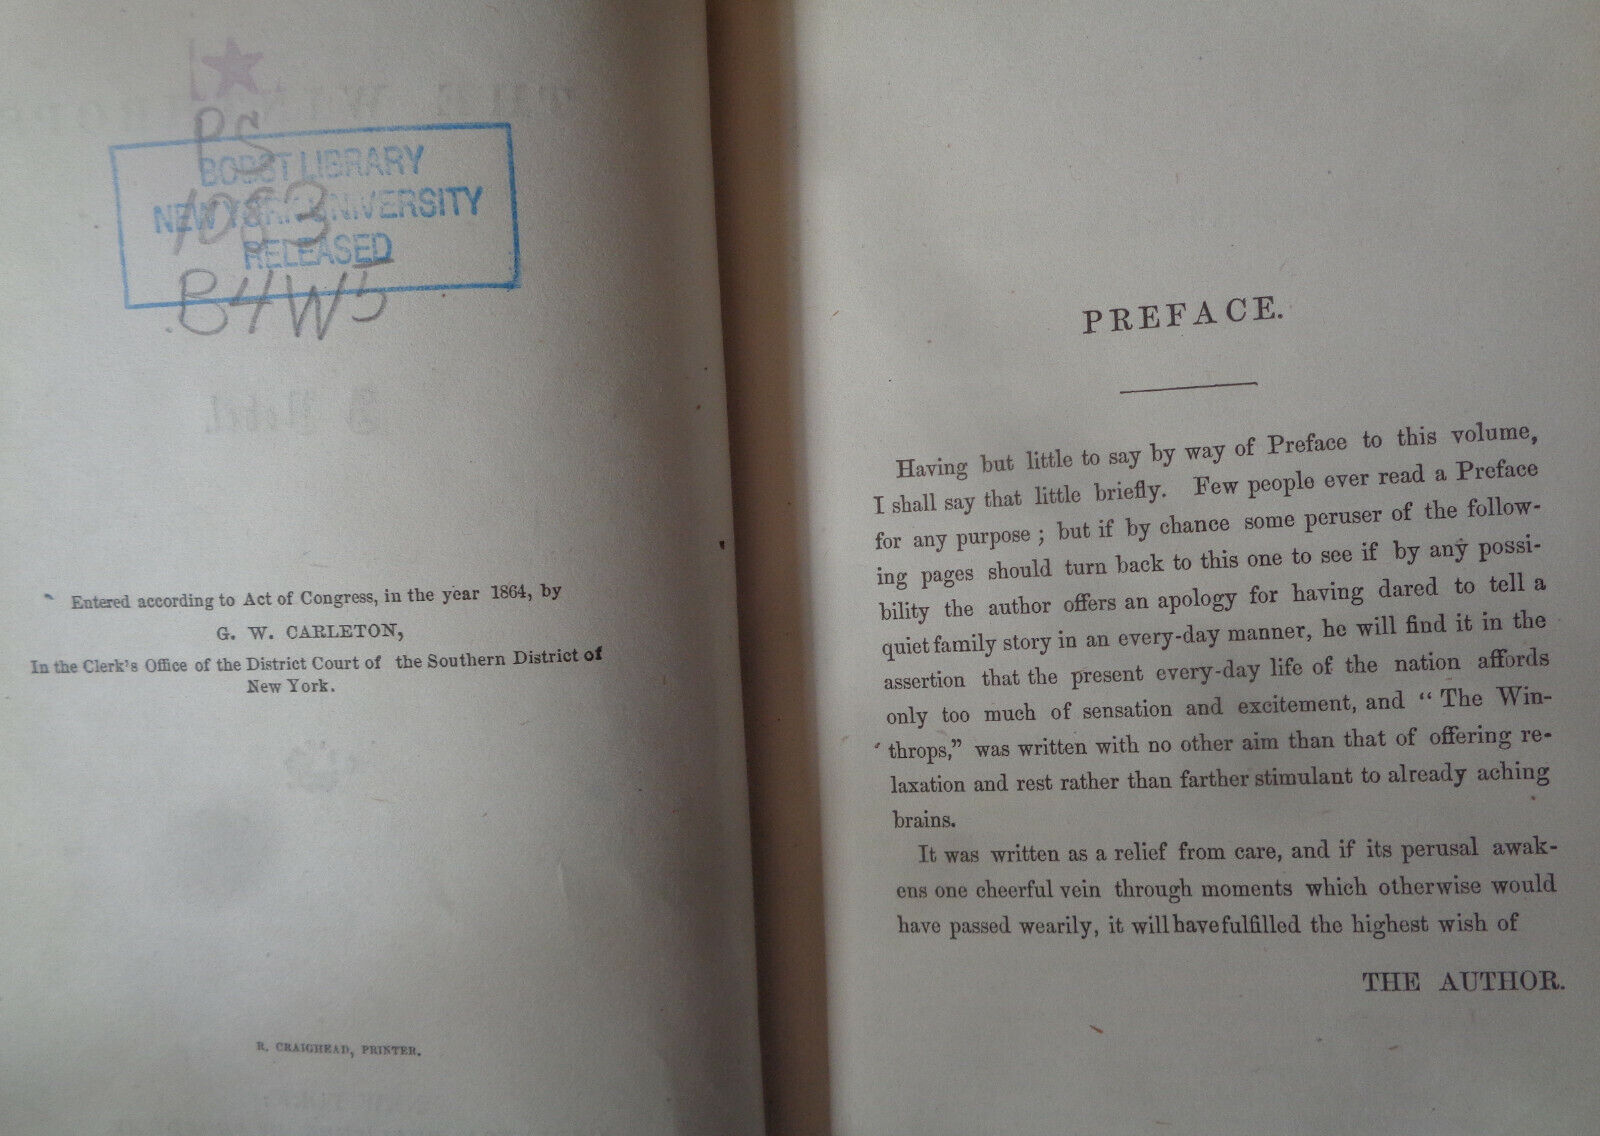 PS
1083
.B4W5
BOBST LIBRARY
NEW YORK UNIVERSITY
RELEASED
Entered according to Act of Congress, in the year 1864, by
G. W. CARLETON,
In the Clerk's Office of the District Court of the Southern District of
New York.
R. CRAIGHEAD, PRINTER.
PREFACE.
Having but little to say by way of Preface to this volume,
I shall say that little briefly. Few people ever read a Preface
for any purpose; but if by chance some peruser of the follow-
ing pages should turn back to this one to see if by any possi-
bility the author offers an apology for having dared to tell a
quiet family story in an every-day manner, he will find it in the
assertion that the present every-day life of the nation affords
only too much of sensation and excitement, and “The Win-
throps,” was written with no other aim than that of offering re-
laxation and rest rather than farther stimulant to already aching
brains.
It was written as a relief from care, and if its perusal awak-
ens one cheerful vein through moments which otherwise would
have passed wearily, it will have fulfilled the highest wish of
THE AUTHOR.